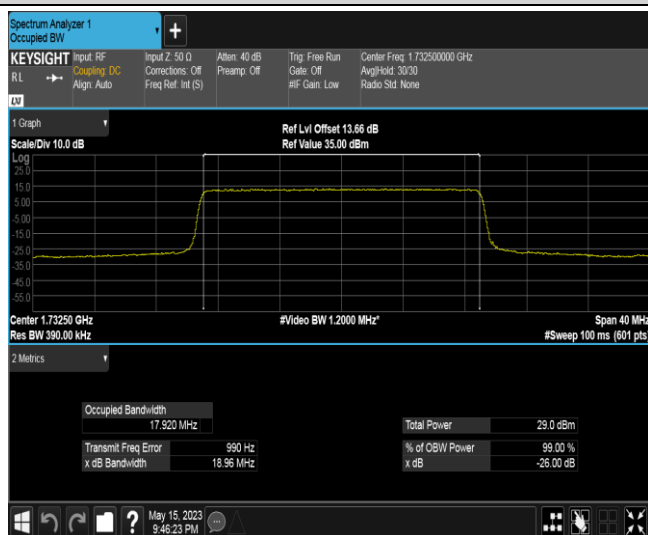 Spectrum Analyzer 1
Occupied BW
+
KEYSIGHT
R L
LXI
Input: RF
Coupling: DC
Align: Auto
Input Z: 50 Ω
Corrections: Off
Freq Ref: Int (S)
Atten: 40 dB
Preamp: Off
Trig: Free Run
Gate: Off
#IF Gain: Low
Center Freq: 1.732500000 GHz
Avg|Hold: 30/30
Radio Std: None
1 Graph
Scale/Div 10.0 dB
Ref Lvl Offset 13.66 dB
Ref Value 35.00 dBm
Log
25.0
15.0
5.00
-5.00
-15.0
-25.0
-35.0
-45.0
-55.0
Center 1.73250 GHz
Res BW 390.00 kHz
#Video BW 1.2000 MHz*
Span 40 MHz
#Sweep 100 ms (601 pts)
2 Metrics
Occupied Bandwidth
17.920 MHz
Transmit Freq Error 990 Hz
x dB Bandwidth 18.96 MHz
Total Power 29.0 dBm
% of OBW Power 99.00 %
x dB -26.00 dB
?
May 15, 2023
9:46:23 PM